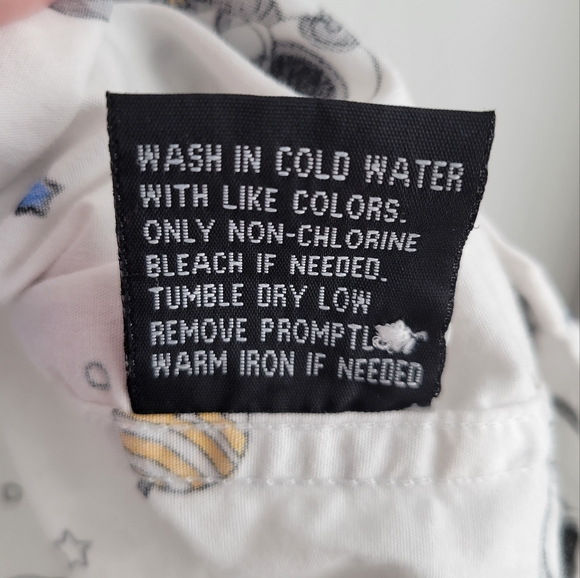 WASH IN COLD WATER
WITH LIKE COLORS.
ONLY NON-CHLORINE
BLEACH IF NEEDED.
TUMBLE DRY LOW
REMOVE PROMPTL
WARM IRON IF NEEDED